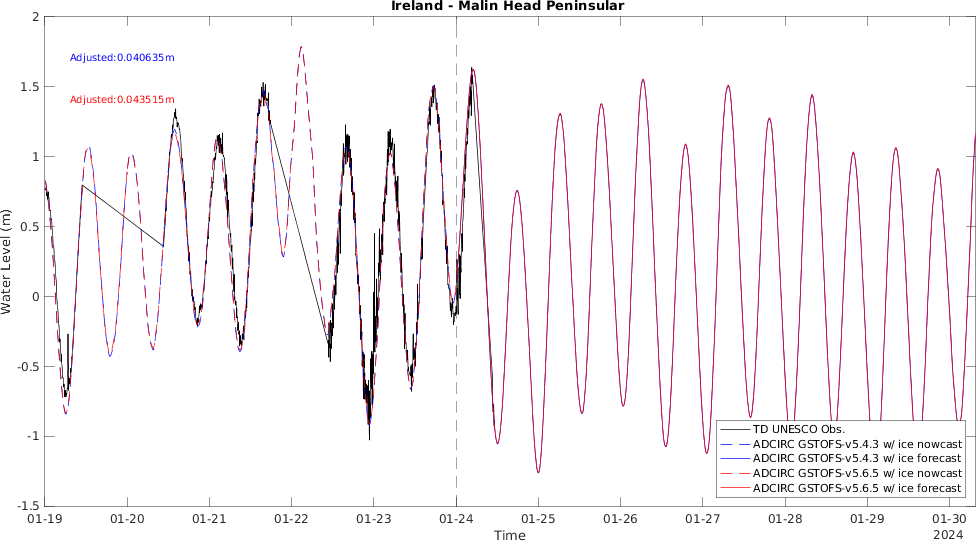 Ireland - Malin Head Peninsular
Adjusted:0.040635m
Adjusted:0.043515m
Water Level (m)
2
1.5
1
0.5
0
-0.5
-1
-1.5
TD UNESCO Obs.
ADCIRC GSTOFS-v5.4.3 w/ ice nowcast
ADCIRC GSTOFS-v5.4.3 w/ ice forecast
ADCIRC GSTOFS-v5.6.5 w/ ice nowcast
ADCIRC GSTOFS-v5.6.5 w/ ice forecast
01-19 01-20 01-21 01-22 01-23 01-24 01-25 01-26 01-27 01-28 01-29 01-30
2024
Time